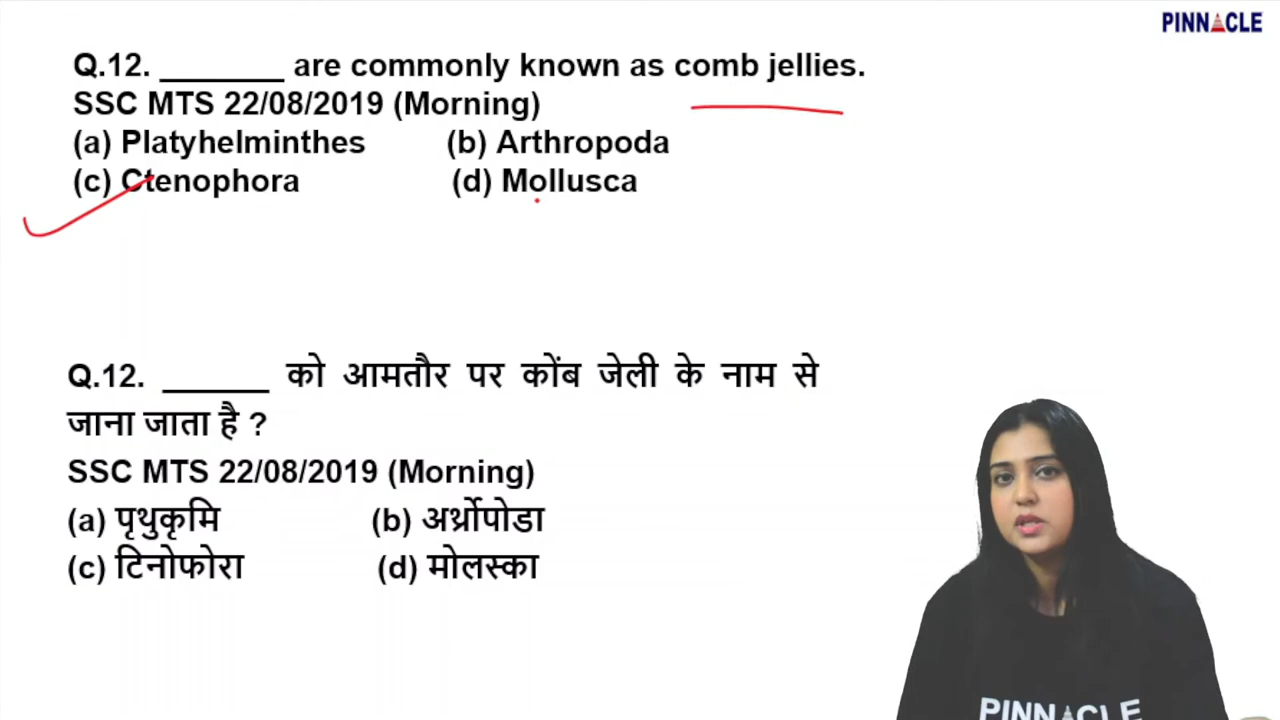 PINNACLE
Q.12. _______ are commonly known as comb jellies.
SSC MTS 22/08/2019 (Morning)
(a) Platyhelminthes (b) Arthropoda
(c) Ctenophora (d) Mollusca
Q.12. ______ को आमतौर पर कोंब जेली के नाम से
जाना जाता है ?
SSC MTS 22/08/2019 (Morning)
(a) पृथुकृमि (b) अर्थ्रोपोडा
(c) टिनोफोरा (d) मोलस्का
PINNACLE